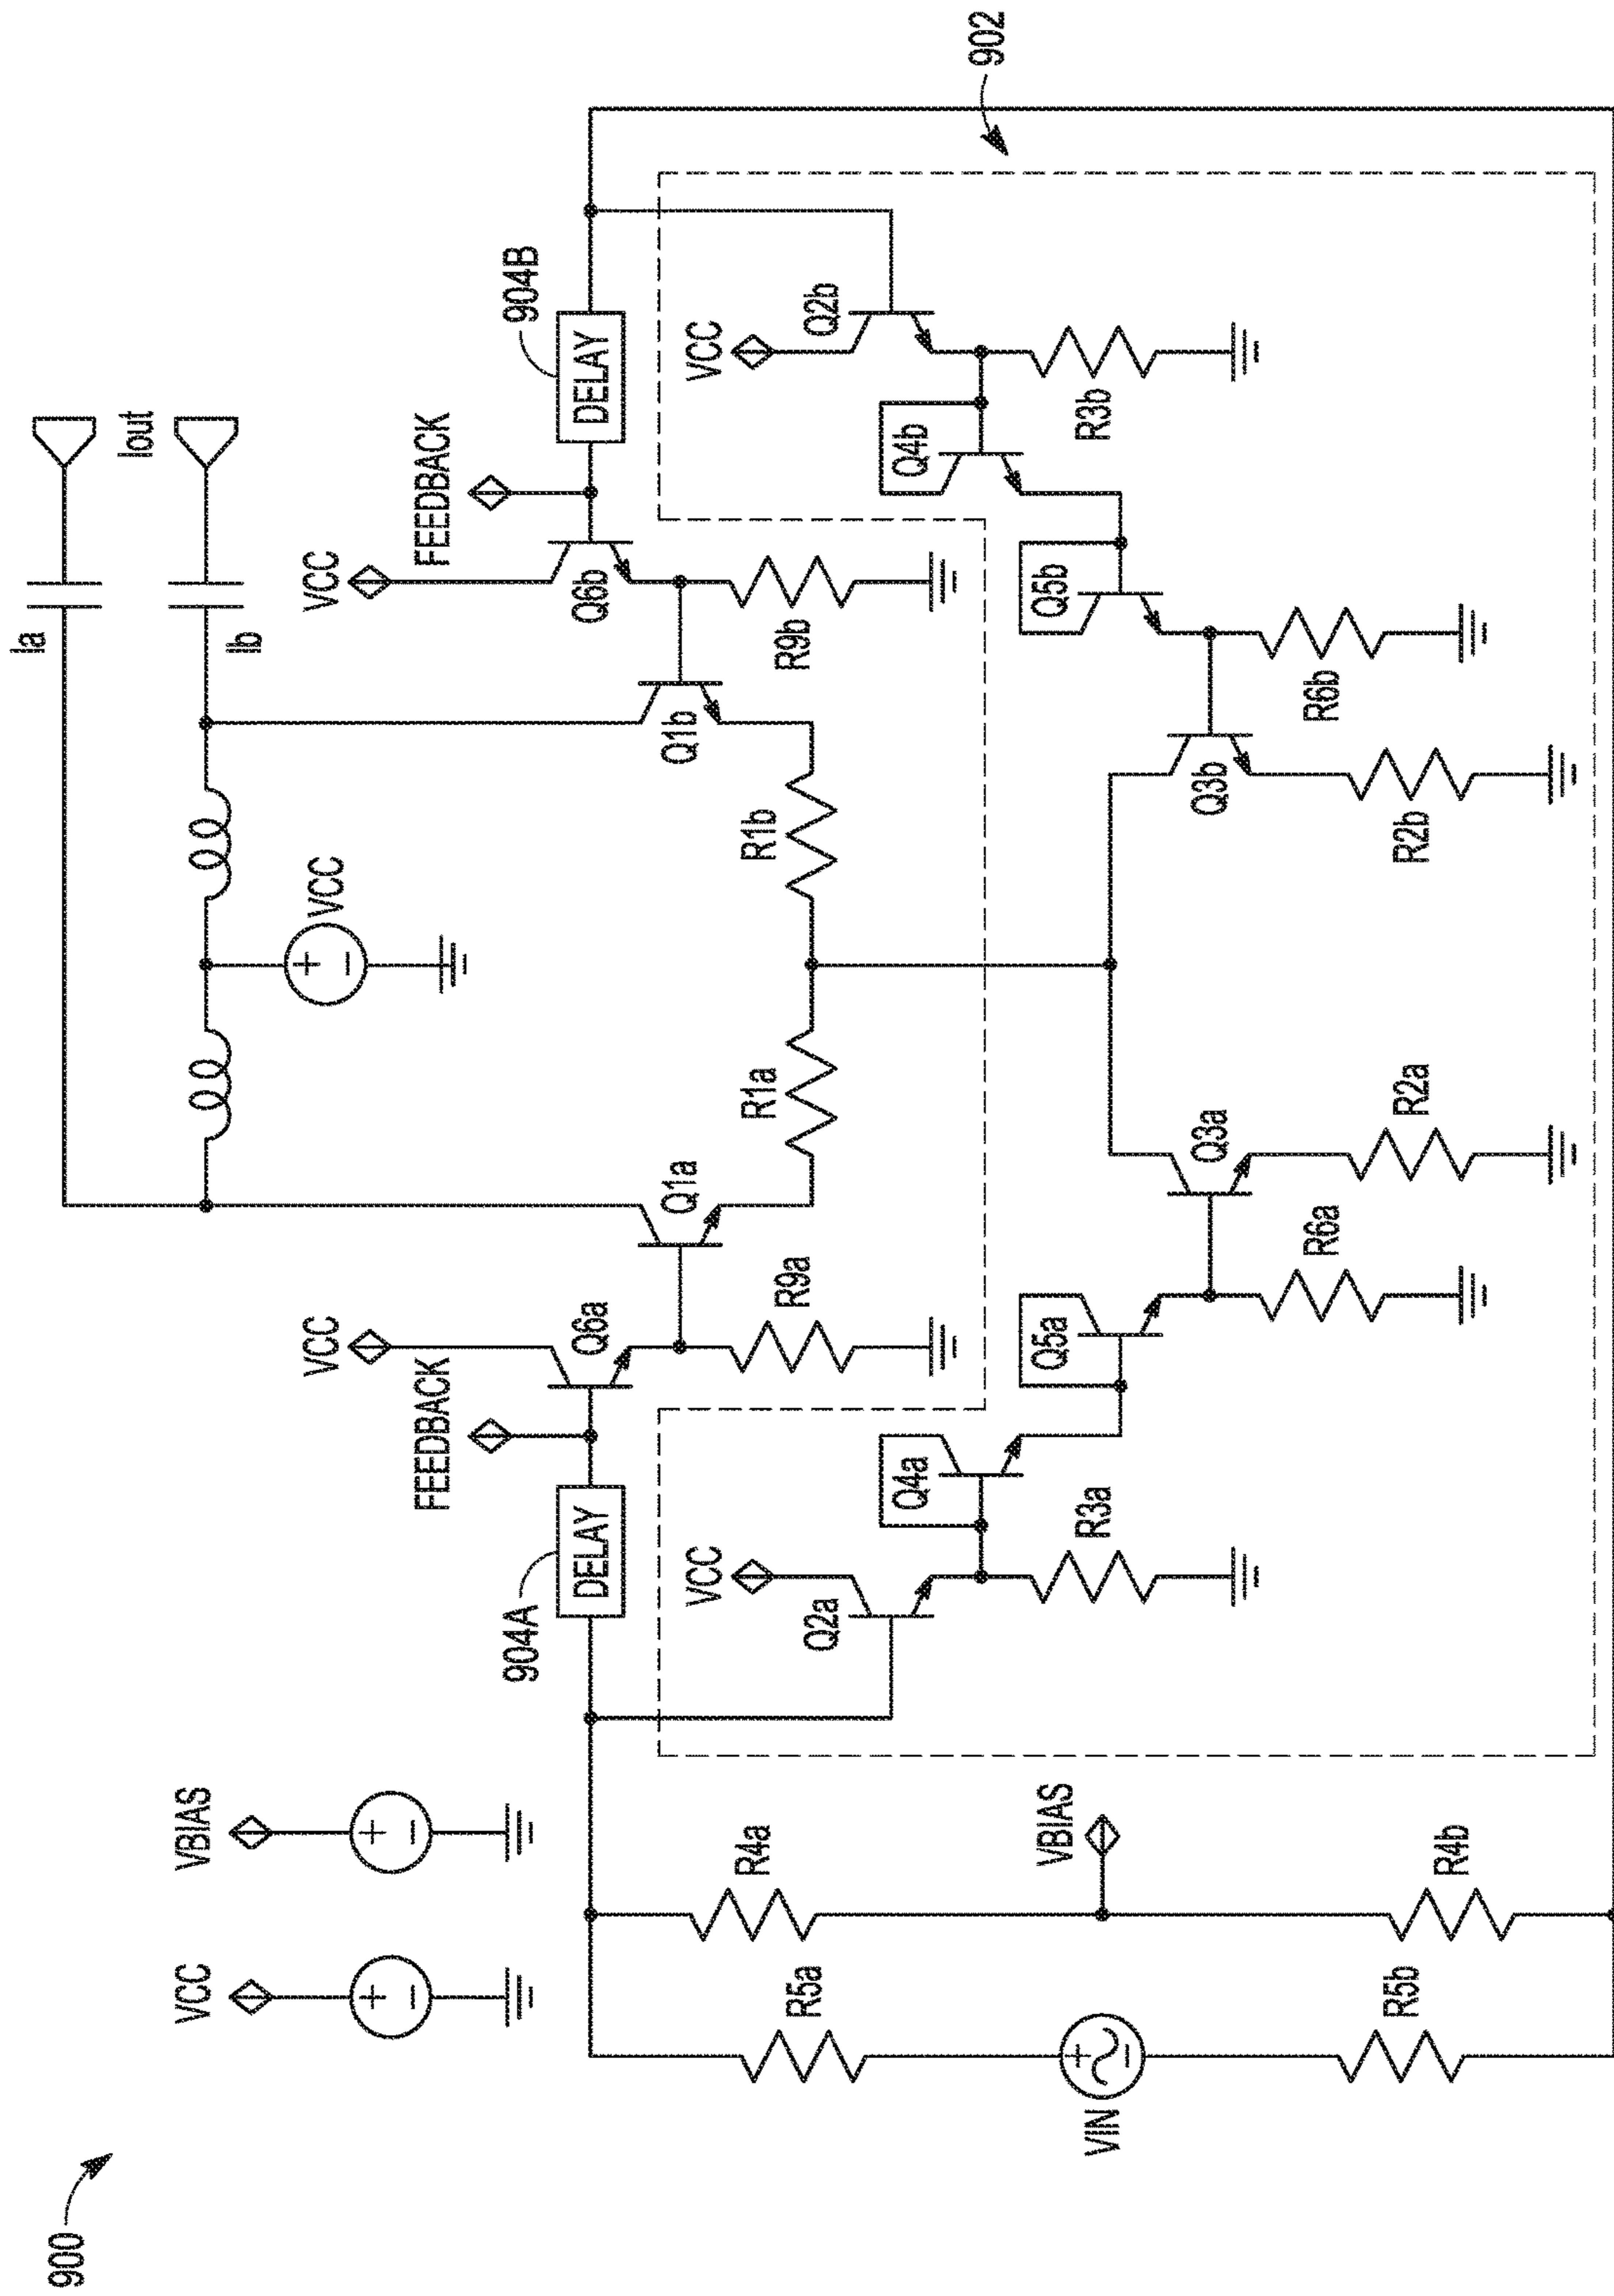 900
VCC
VBIAS
Ia
Iout
Ib
VCC
VCC
FEEDBACK
904A
DELAY
Q6a
R9a
Q1a
R1a
R1b
Q1b
VCC
FEEDBACK
904B
DELAY
Q6b
R9b
902
VCC
Q2a
R3a
Q4a
Q5a
R6a
Q3a
R2a
VCC
Q2b
R3b
Q4b
Q5b
R6b
Q3b
R2b
R5a
R4a
VBIAS
VIN
R5b
R4b